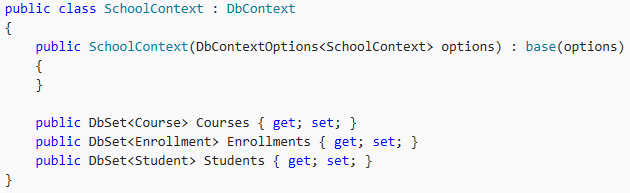 public class SchoolContext : DbContext
{
    public SchoolContext(DbContextOptions<SchoolContext> options) : base(options)
    {
    }

    public DbSet<Course> Courses { get; set; }
    public DbSet<Enrollment> Enrollments { get; set; }
    public DbSet<Student> Students { get; set; }
}